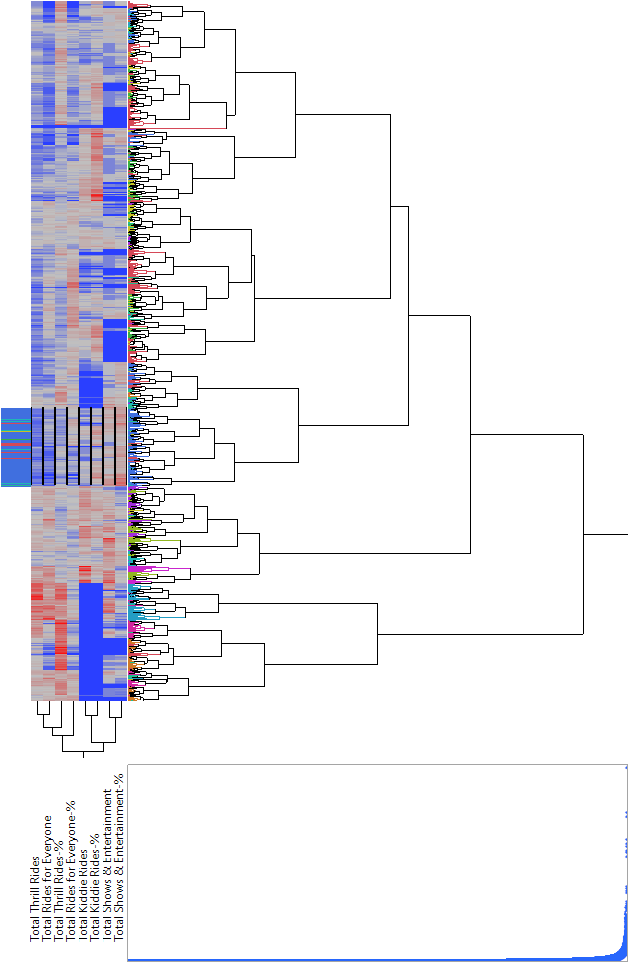 Total Thrill Rides
Total Rides for Everyone
Total Thrill Rides-%
Total Rides for Everyone-%
Total Kiddie Rides
Total Kiddie Rides-%
Total Shows & Entertainment
Total Shows & Entertainment-%